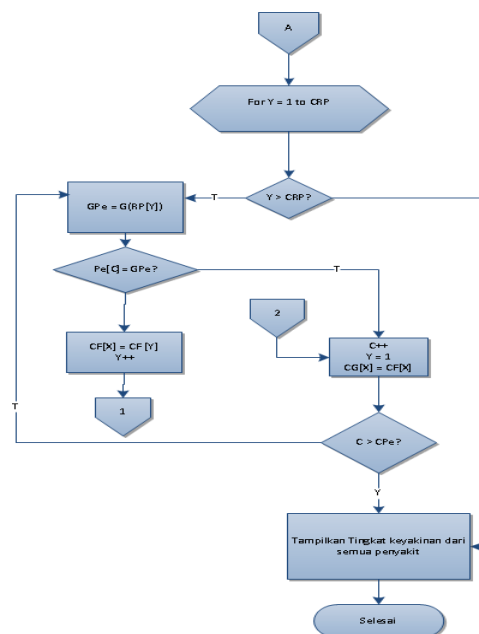 A
For Y = 1 to CRP
Y > CRP?
T
GPe = G(RP[Y])
Pe[C] = GPe?
T
2
CF[X] = CF[Y]
Y++
C++
Y = 1
CG[X] = CF[X]
1
T
C > CPe?
Y
Tampilkan Tingkat keyakinan dari
semua penyakit
Selesai